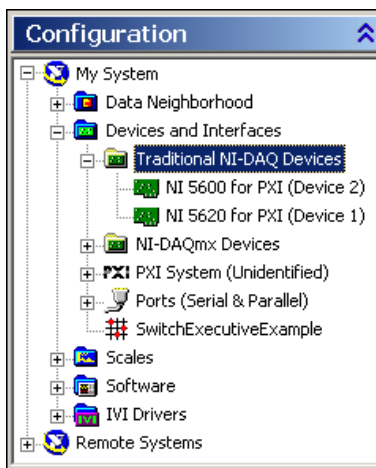 Configuration
My System
Data Neighborhood
Devices and Interfaces
Traditional NI-DAQ Devices
NI 5600 for PXI (Device 2)
NI 5620 for PXI (Device 1)
NI-DAQmx Devices
PXI PXI System (Unidentified)
Ports (Serial & Parallel)
SwitchExecutiveExample
Scales
Software
IVI IVI Drivers
Remote Systems